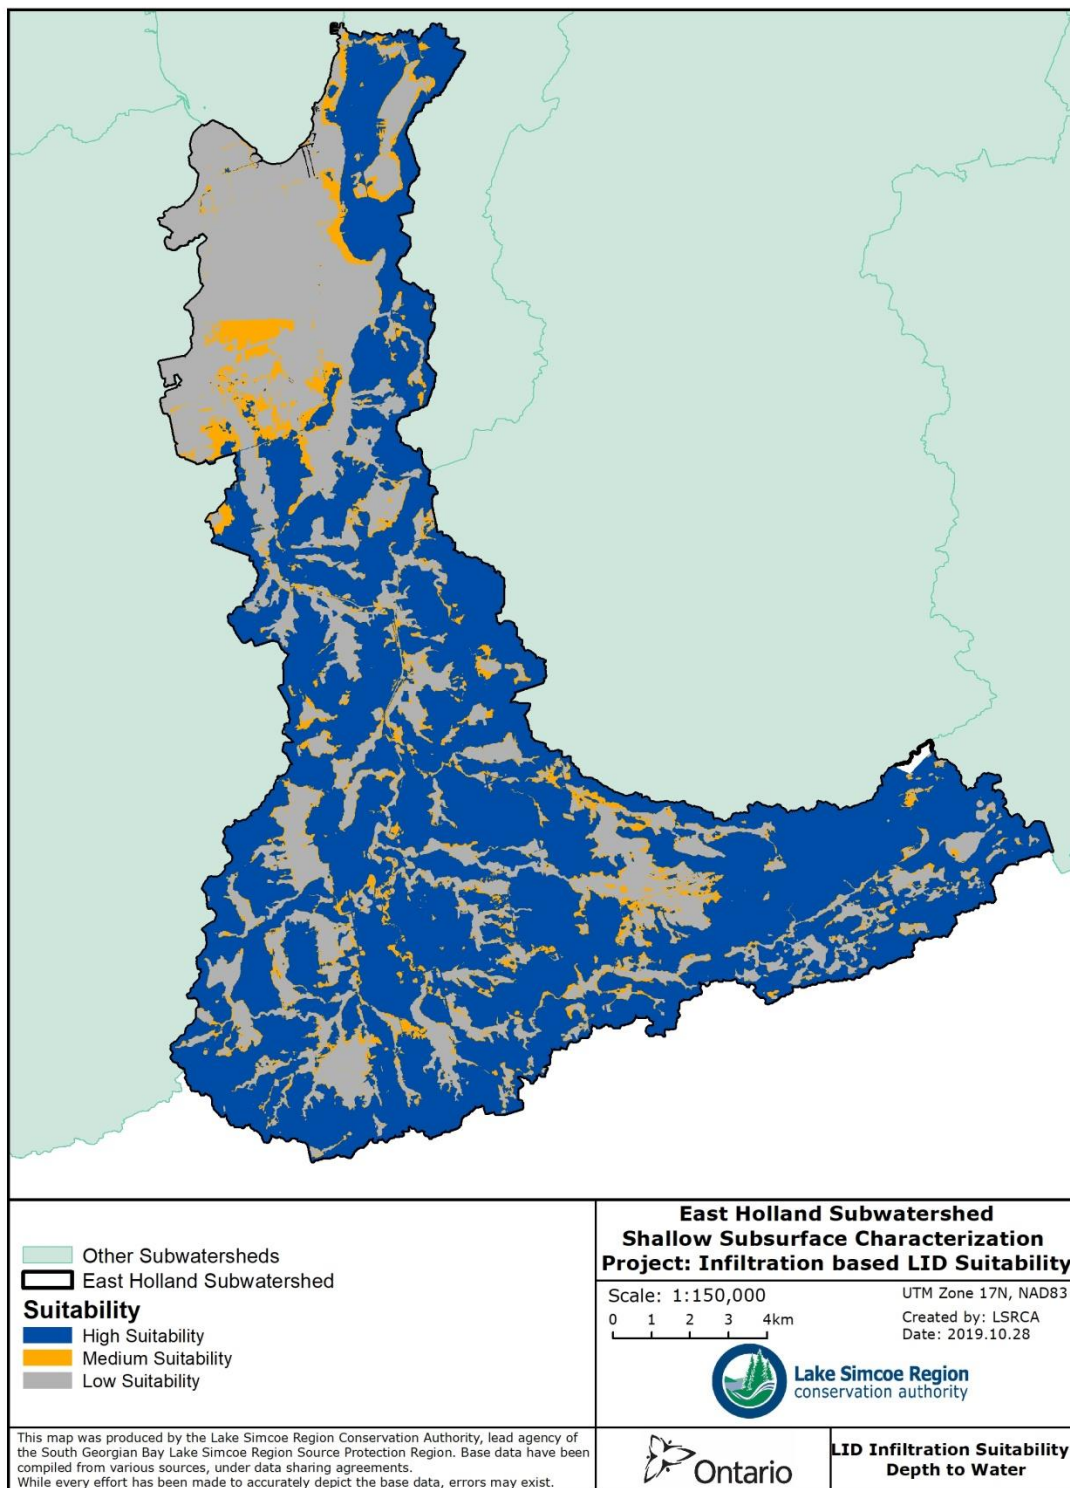 Other Subwatersheds
East Holland Subwatershed
Suitability
High Suitability
Medium Suitability
Low Suitability
East Holland Subwatershed
Shallow Subsurface Characterization
Project: Infiltration based LID Suitability
Scale: 1:150,000
0 1 2 3 4km
UTM Zone 17N, NAD83
Created by: LSRCA
Date: 2019.10.28
Lake Simcoe Region
conservation authority
This map was produced by the Lake Simcoe Region Conservation Authority, lead agency of
the South Georgian Bay Lake Simcoe Region Source Protection Region. Base data have been
compiled from various sources, under data sharing agreements.
While every effort has been made to accurately depict the base data, errors may exist.
Ontario
LID Infiltration Suitability
Depth to Water